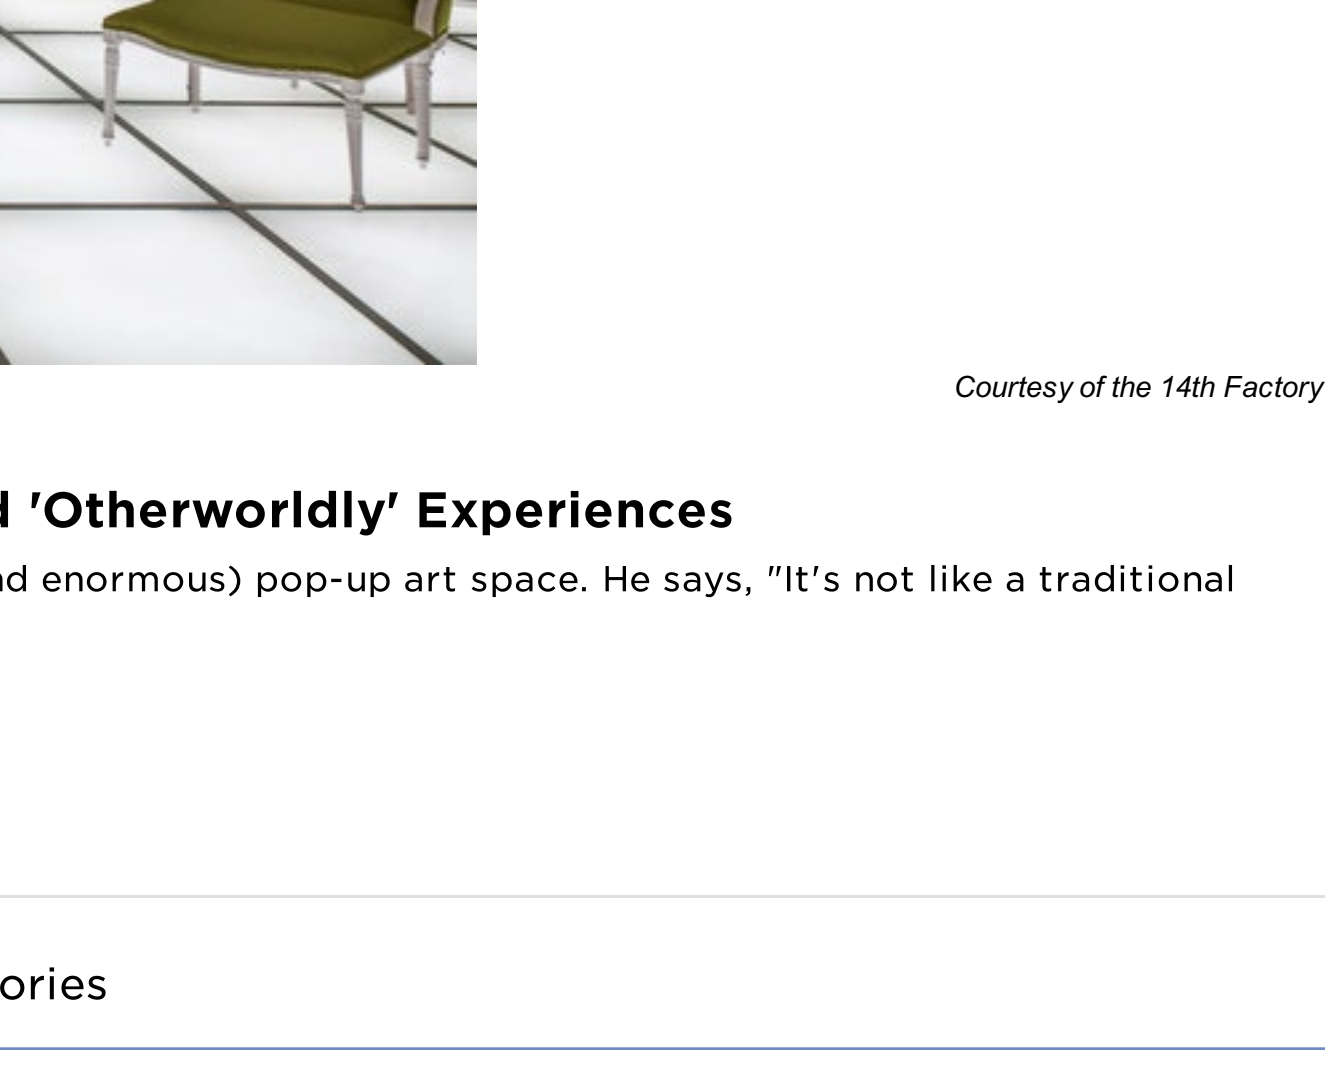 Courtesy of the 14th Factory
'Otherworldly' Experiences
enormous) pop-up art space. He says, "It's not like a traditional
ories